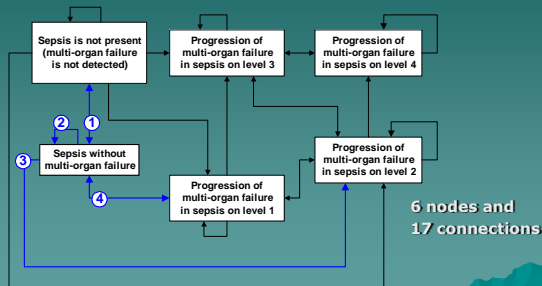 Sepsis is not present
(multi-organ failure
is not detected)
Progression of
multi-organ failure
in sepsis on level 3
Progression of
multi-organ failure
in sepsis on level 4
2
1
3
Sepsis without
multi-organ failure
4
Progression of
multi-organ failure
in sepsis on level 1
Progression of
multi-organ failure
in sepsis on level 2
6 nodes and
17 connections